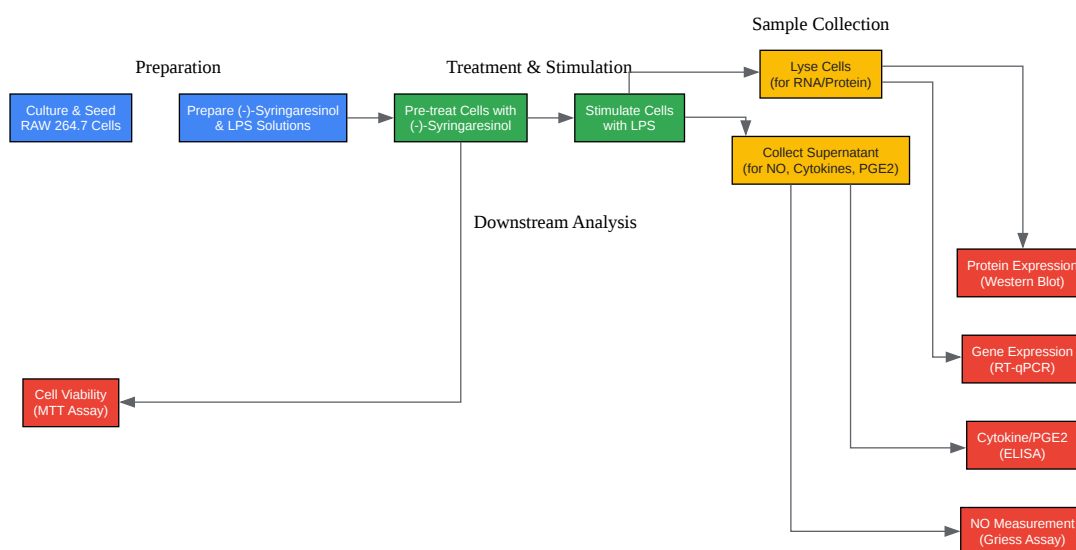 Sample Collection
Preparation
Treatment & Stimulation
Lyse Cells
(for RNA/Protein)
Culture & Seed
RAW 264.7 Cells
Prepare (-)-Syringaresinol
& LPS Solutions
Pre-treat Cells with
(-)-Syringaresinol
Stimulate Cells
with LPS
Collect Supernatant
(for NO, Cytokines, PGE2)
Downstream Analysis
Protein Expression
(Western Blot)
Gene Expression
(RT-qPCR)
Cell Viability
(MTT Assay)
Cytokine/PGE2
(ELISA)
NO Measurement
(Griess Assay)